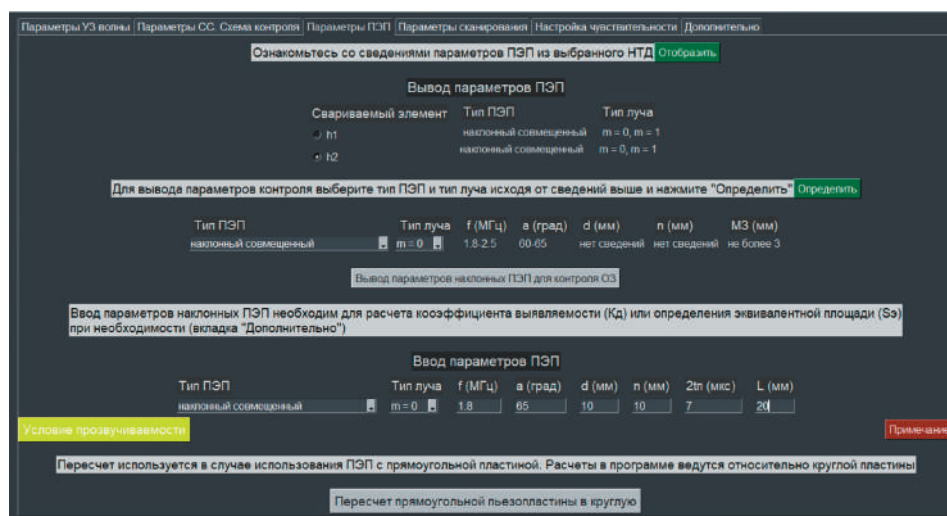 Параметры УЗ волны Параметры СС. Схема контроля Параметры ПЭП Параметры сканирования Настройка чувствительности Дополнительно
Ознакомьтесь со сведениями параметров ПЭП из выбранного НТД Отобразить
Вывод параметров ПЭП
Свариваемый элемент Тип ПЭП Тип луча
h1 наклонный совмещенный m = 0, m = 1
h2 наклонный совмещенный m = 0, m = 1
Для вывода параметров контроля выберите тип ПЭП и тип луча исходя от сведений выше и нажмите "Определить" Определить
Тип ПЭП Тип луча f (МГц) a (град) d (мм) n (мм) МЗ (мм)
наклонный совмещенный m = 0 1.8-2.5 60-65 нет сведений нет сведений не более 3
Вывод параметров наклонных ПЭП для контроля ОЗ
Ввод параметров наклонных ПЭП необходим для расчета коээффициента выявляемости (Кд) или определения эквивалентной площади (Sэ)
при необходимости (вкладка "Дополнительно")
Ввод параметров ПЭП
Тип ПЭП Тип луча f (МГц) a (град) d (мм) n (мм) 2tn (мкс) L (мм)
наклонный совмещенный m = 0 1.8 65 10 10 7 20
Условие прозвучиваемости Примечание
Пересчет используется в случае использования ПЭП с прямоугольной пластиной. Расчеты в программе ведутся относительно круглой пластины
Пересчет прямоугольной пьезопластины в круглую